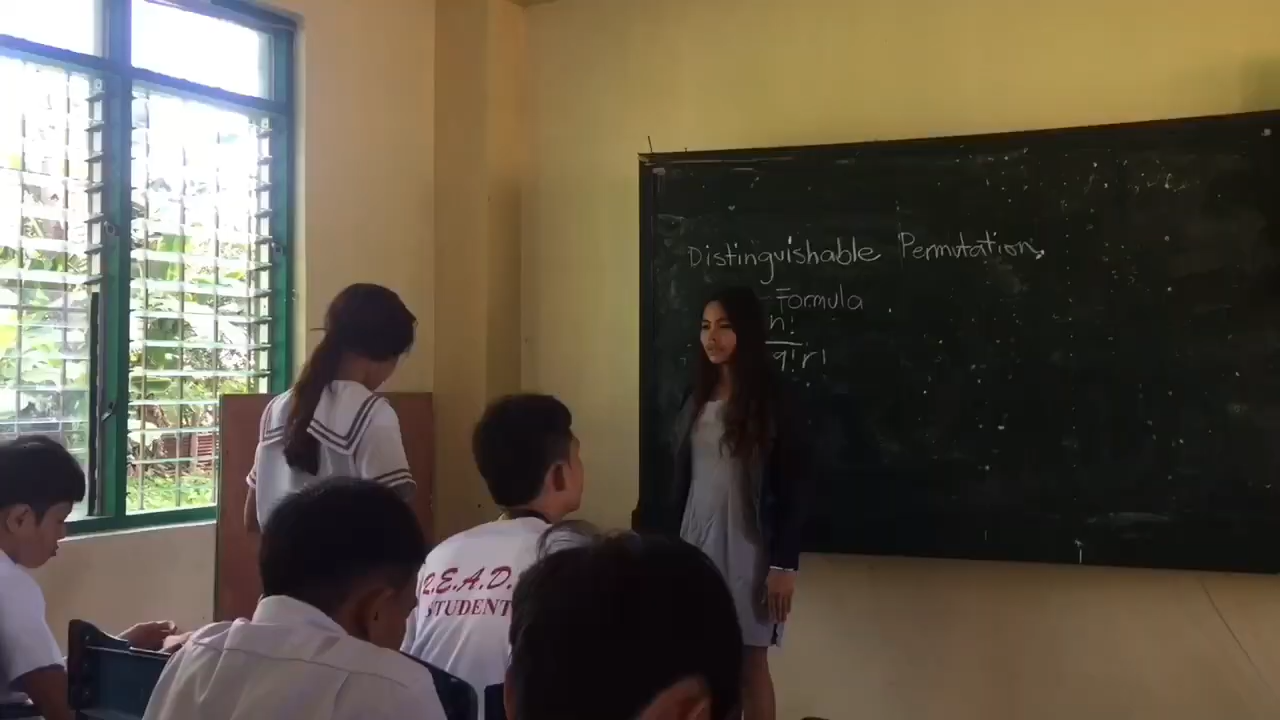 Distinguishable Permutation.
Formula
n!
q!r!
R.E.A.D.
STUDENT